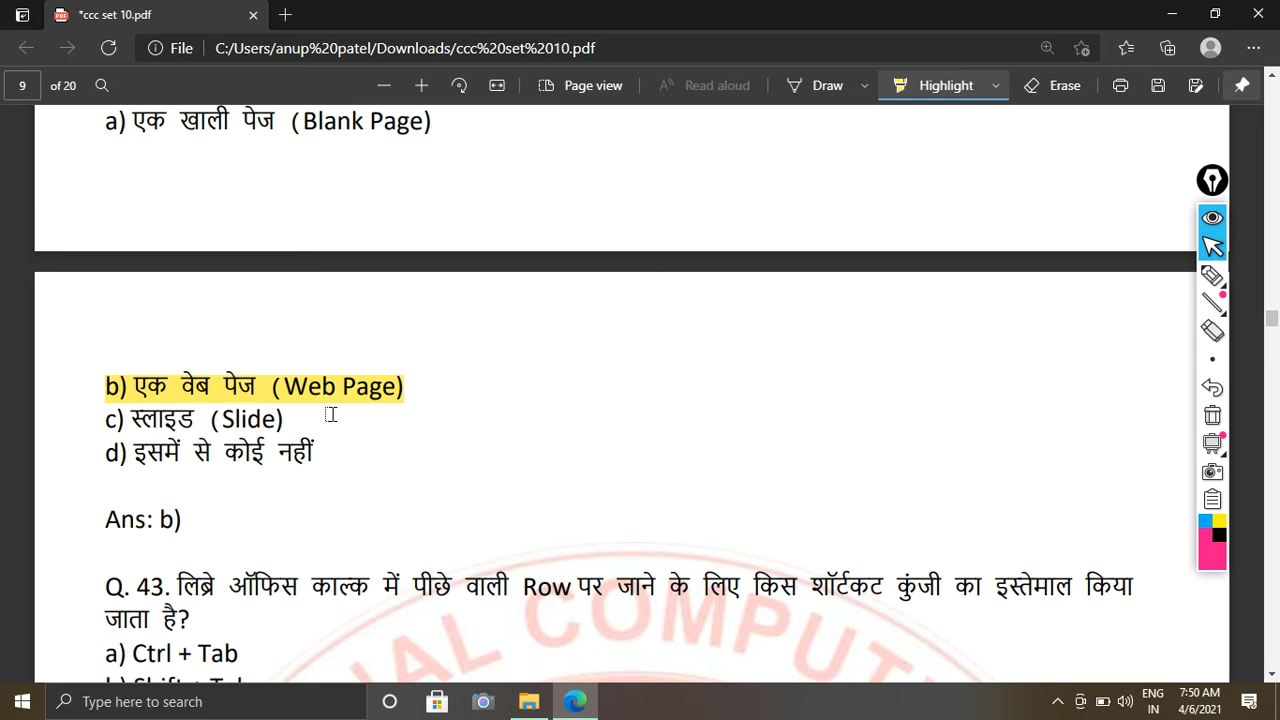 *ccc set 10.pdf
File
C:/Users/anup%20patel/Downloads/ccc%20set%2010.pdf
9 of 20
Page view
Read aloud
Draw
Highlight
Erase
a) एक खाली पेज (Blank Page)
b) एक वेब पेज (Web Page)
c) स्लाइड (Slide)
d) इसमें से कोई नहीं
Ans: b)
Q. 43. लिब्रे ऑफिस काल्क में पीछे वाली Row पर जाने के लिए किस शॉर्टकट कुंजी का इस्तेमाल किया
जाता है?
a) Ctrl + Tab
b) Shift + Tab
Type here to search
ENG
IN
7:50 AM
4/6/2021